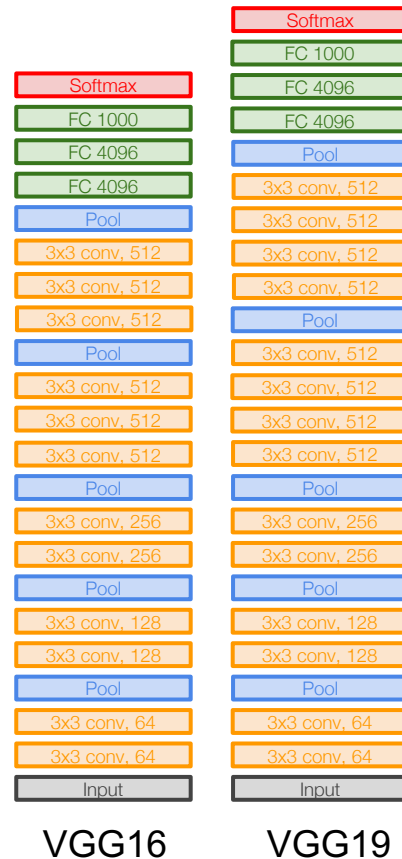 Softmax
FC 1000
FC 4096
FC 4096
Pool
3x3 conv, 512
3x3 conv, 512
3x3 conv, 512
Pool
3x3 conv, 512
3x3 conv, 512
3x3 conv, 512
Pool
3x3 conv, 256
3x3 conv, 256
Pool
3x3 conv, 128
3x3 conv, 128
Pool
3x3 conv, 64
3x3 conv, 64
Input
VGG16
Softmax
FC 1000
FC 4096
FC 4096
Pool
3x3 conv, 512
3x3 conv, 512
3x3 conv, 512
3x3 conv, 512
Pool
3x3 conv, 512
3x3 conv, 512
3x3 conv, 512
3x3 conv, 512
Pool
3x3 conv, 256
3x3 conv, 256
Pool
3x3 conv, 128
3x3 conv, 128
Pool
3x3 conv, 64
3x3 conv, 64
Input
VGG19